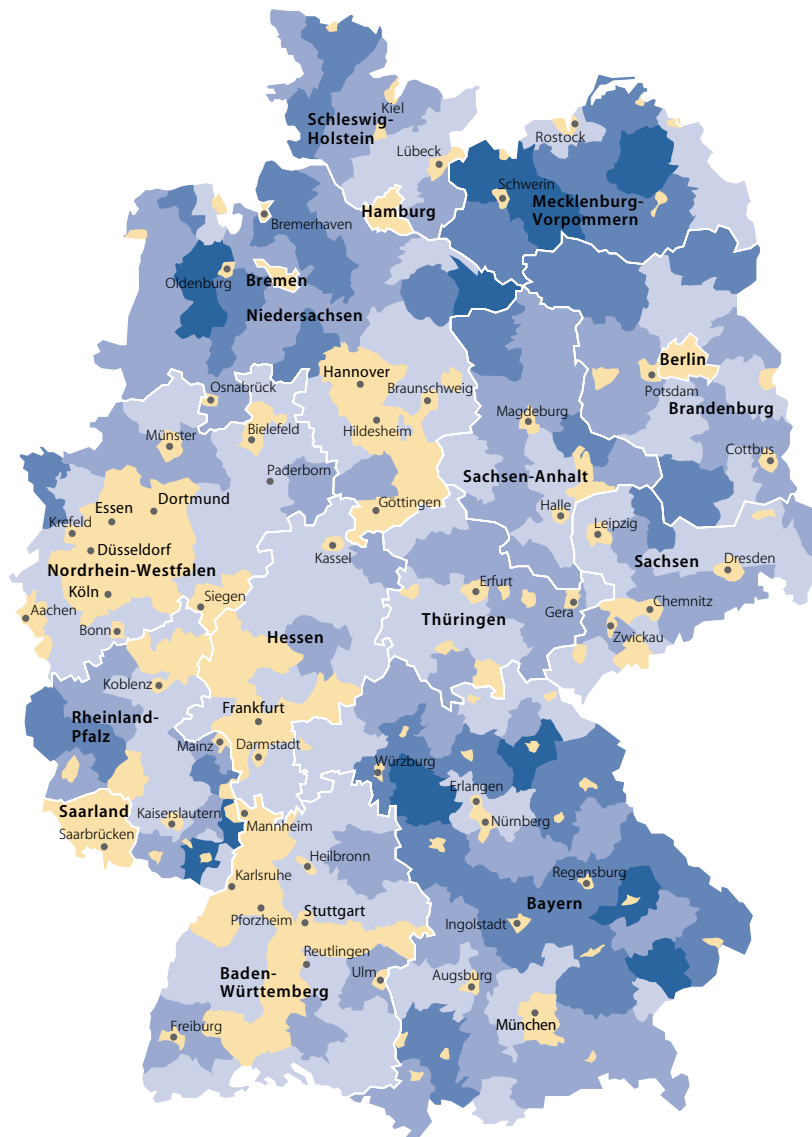 Kiel
Schleswig-
Holstein
Rostock
Lübeck
Schwerin
Mecklenburg-
Vorpommern
Hamburg
Bremerhaven
Oldenburg
Bremen
Niedersachsen
Berlin
Hannover
Potsdam
Osnabrück
Braunschweig
Brandenburg
Magdeburg
Münster
Bielefeld
Hildesheim
Cottbus
Paderborn
Sachsen-Anhalt
Dortmund
Essen
Göttingen
Halle
Krefeld
Leipzig
Düsseldorf
Kassel
Sachsen
Nordrhein-Westfalen
Dresden
Köln
Erfurt
Siegen
Aachen
Gera
Chemnitz
Thüringen
Bonn
Hessen
Zwickau
Koblenz
Frankfurt
Rheinland-
Pfalz
Mainz
Darmstadt
Würzburg
Erlangen
Saarland
Kaiserslautern
Mannheim
Nürnberg
Saarbrücken
Heilbronn
Karlsruhe
Regensburg
Bayern
Pforzheim
Stuttgart
Ingolstadt
Reutlingen
Baden-
Württemberg
Ulm
Augsburg
München
Freiburg